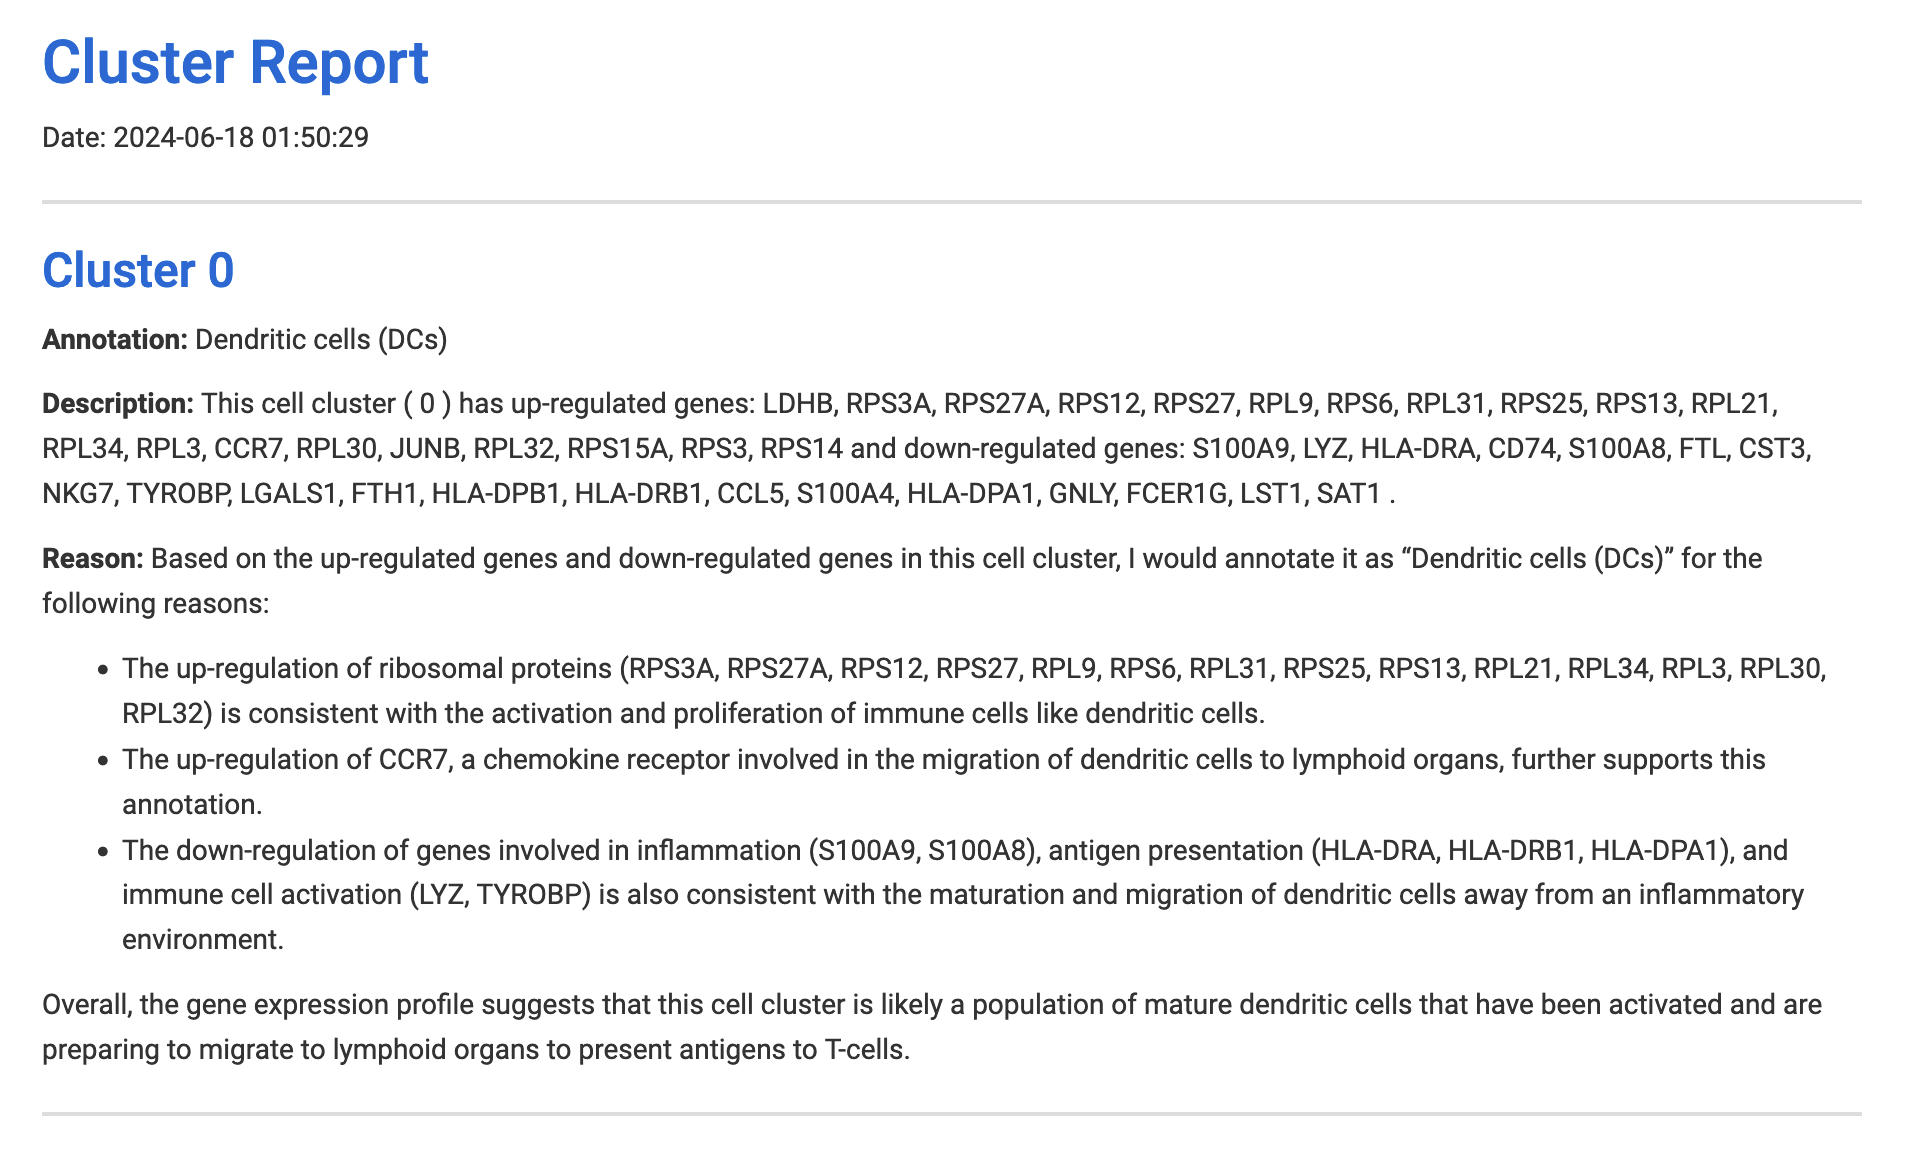 Cluster Report
Date: 2024-06-18 01:50:29
Cluster 0
Annotation: Dendritic cells (DCs)
Description: This cell cluster ( 0 ) has up-regulated genes: LDHB, RPS3A, RPS27A, RPS12, RPS27, RPL9, RPS6, RPL31, RPS25, RPS13, RPL21,
RPL34, RPL3, CCR7, RPL30, JUNB, RPL32, RPS15A, RPS3, RPS14 and down-regulated genes: S100A9, LYZ, HLA-DRA, CD74, S100A8, FTL, CST3,
NKG7, TYROBP, LGALS1, FTH1, HLA-DPB1, HLA-DRB1, CCL5, S100A4, HLA-DPA1, GNLY, FCER1G, LST1, SAT1 .
Reason: Based on the up-regulated genes and down-regulated genes in this cell cluster, I would annotate it as “Dendritic cells (DCs)” for the
following reasons:
• The up-regulation of ribosomal proteins (RPS3A, RPS27A, RPS12, RPS27, RPL9, RPS6, RPL31, RPS25, RPS13, RPL21, RPL34, RPL3, RPL30,
RPL32) is consistent with the activation and proliferation of immune cells like dendritic cells.
• The up-regulation of CCR7, a chemokine receptor involved in the migration of dendritic cells to lymphoid organs, further supports this
annotation.
• The down-regulation of genes involved in inflammation (S100A9, S100A8), antigen presentation (HLA-DRA, HLA-DRB1, HLA-DPA1), and
immune cell activation (LYZ, TYROBP) is also consistent with the maturation and migration of dendritic cells away from an inflammatory
environment.
Overall, the gene expression profile suggests that this cell cluster is likely a population of mature dendritic cells that have been activated and are
preparing to migrate to lymphoid organs to present antigens to T-cells.